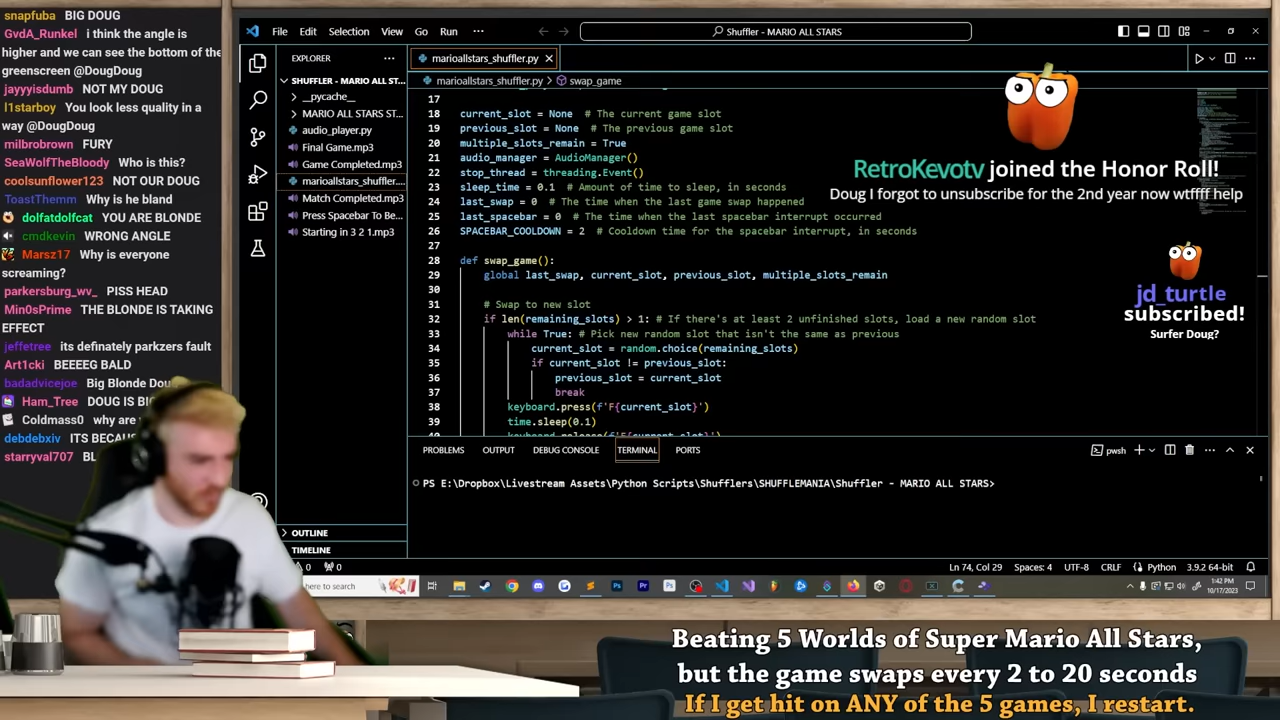 snapfuba BIG DOUG
GvdA_Runkel i think the angle is
higher and we can see the bottom of the
greenscreen @DougDoug
jayyyisdumb NOT MY DOUG
l1starboy You look less quality in a
way @DougDoug
milbrobrown FURY
SeaWolfTheBloody Who is this?
coolsunflower123 NOT OUR DOUG
ToastThemm Why is he bland
dolfatdolfcat YOU ARE BLONDE
cmdkevin WRONG ANGLE
Marsz17 Why is everyone
screaming?
parkersburg_wv_ PISS HEAD
Min0sPrime THE BLONDE IS TAKING
EFFECT
jeffetree its definately parkzers fault
Art1cki BEEEEG BALD
badadvicejoe Big Blonde Dou
Ham_Tree DOUG IS BI
Coldmass0 why are
debdebxiv ITS BECAU
starryval707 BL
File Edit Selection View Go Run ···
Shuffler - MARIO ALL STARS
EXPLORER ···
SHUFFLER - MARIO ALL ST...
__pycache__
MARIO ALL STARS ST...
audio_player.py
Final Game.mp3
Game Completed.mp3
marioallstars_shuffler...
Match Completed.mp3
Press Spacebar To Be...
Starting in 3 2 1.mp3
OUTLINE
TIMELINE
marioallstars_shuffler.py
marioallstars_shuffler.py > swap_game
17
18 current_slot = None # The current game slot
19 previous_slot = None # The previous game slot
20 multiple_slots_remain = True
21 audio_manager = AudioManager()
22 stop_thread = threading.Event()
23 sleep_time = 0.1 # Amount of time to sleep, in seconds
24 last_swap = 0 # The time when the last game swap happened
25 last_spacebar = 0 # The time when the last spacebar interrupt occurred
26 SPACEBAR_COOLDOWN = 2 # Cooldown time for the spacebar interrupt, in seconds
27
28 def swap_game():
29 global last_swap, current_slot, previous_slot, multiple_slots_remain
30
31 # Swap to new slot
32 if len(remaining_slots) > 1: # If there's at least 2 unfinished slots, load a new random slot
33 while True: # Pick new random slot that isn't the same as previous
34 current_slot = random.choice(remaining_slots)
35 if current_slot != previous_slot:
36 previous_slot = current_slot
37 break
38 keyboard.press(f'F{current_slot}')
39 time.sleep(0.1)
40 keyboard.release(f'F{current_slot}')
RetroKevotv joined the Honor Roll!
Doug I forgot to unsubscribe for the 2nd year now wtffff help
jd_turtle
subscribed!
Surfer Doug?
PROBLEMS OUTPUT DEBUG CONSOLE TERMINAL PORTS
pwsh
PS E:\Dropbox\Livestream Assets\Python Scripts\Shufflers\SHUFFLEMANIA\Shuffler - MARIO ALL STARS>
0 0
Ln 74, Col 29 Spaces: 4 UTF-8 CRLF Python 3.9.2 64-bit
here to search
1:42 PM
10/17/2023
Beating 5 Worlds of Super Mario All Stars,
but the game swaps every 2 to 20 seconds
If I get hit on ANY of the 5 games, I restart.